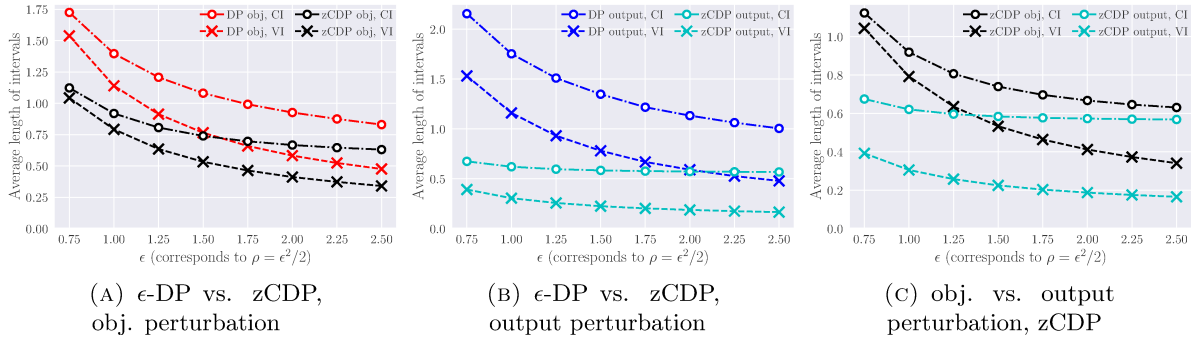 1.75
1.50
1.25
1.00
0.75
0.50
0.25
0.00
Average length of intervals
DP obj, CI
DP obj, VI
zCDP obj, CI
zCDP obj, VI
0.75 1.00 1.25 1.50 1.75 2.00 2.25 2.50
ϵ (corresponds to ρ = ϵ²/2)
(A) ϵ-DP vs. zCDP,
obj. perturbation
2.0
1.5
1.0
0.5
0.0
Average length of intervals
DP output, CI
DP output, VI
zCDP output, CI
zCDP output, VI
0.75 1.00 1.25 1.50 1.75 2.00 2.25 2.50
ϵ (corresponds to ρ = ϵ²/2)
(B) ϵ-DP vs. zCDP,
output perturbation
1.0
0.8
0.6
0.4
0.2
0.0
Average length of intervals
zCDP obj, CI
zCDP obj, VI
zCDP output, CI
zCDP output, VI
0.75 1.00 1.25 1.50 1.75 2.00 2.25 2.50
ϵ (corresponds to ρ = ϵ²/2)
(C) obj. vs. output
perturbation, zCDP